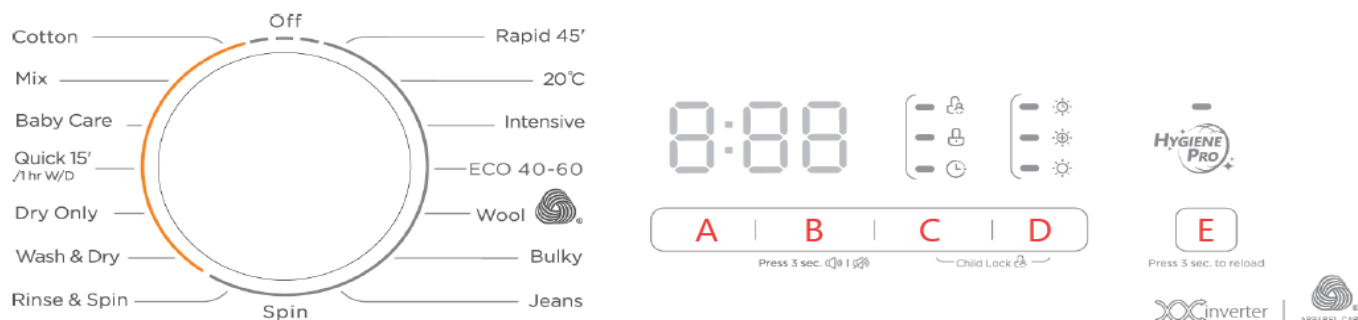 Off
Cotton
Mix
Baby Care
Quick 15'
/1 hr W/D
Dry Only
Wash & Dry
Rinse & Spin
Spin
Rapid 45'
20°C
Intensive
ECO 40-60
Wool
Bulky
Jeans
8:88
A B C D
Press 3 sec.
Child Lock
HYGIENE
PRO
E
Press 3 sec. to reload
inverter